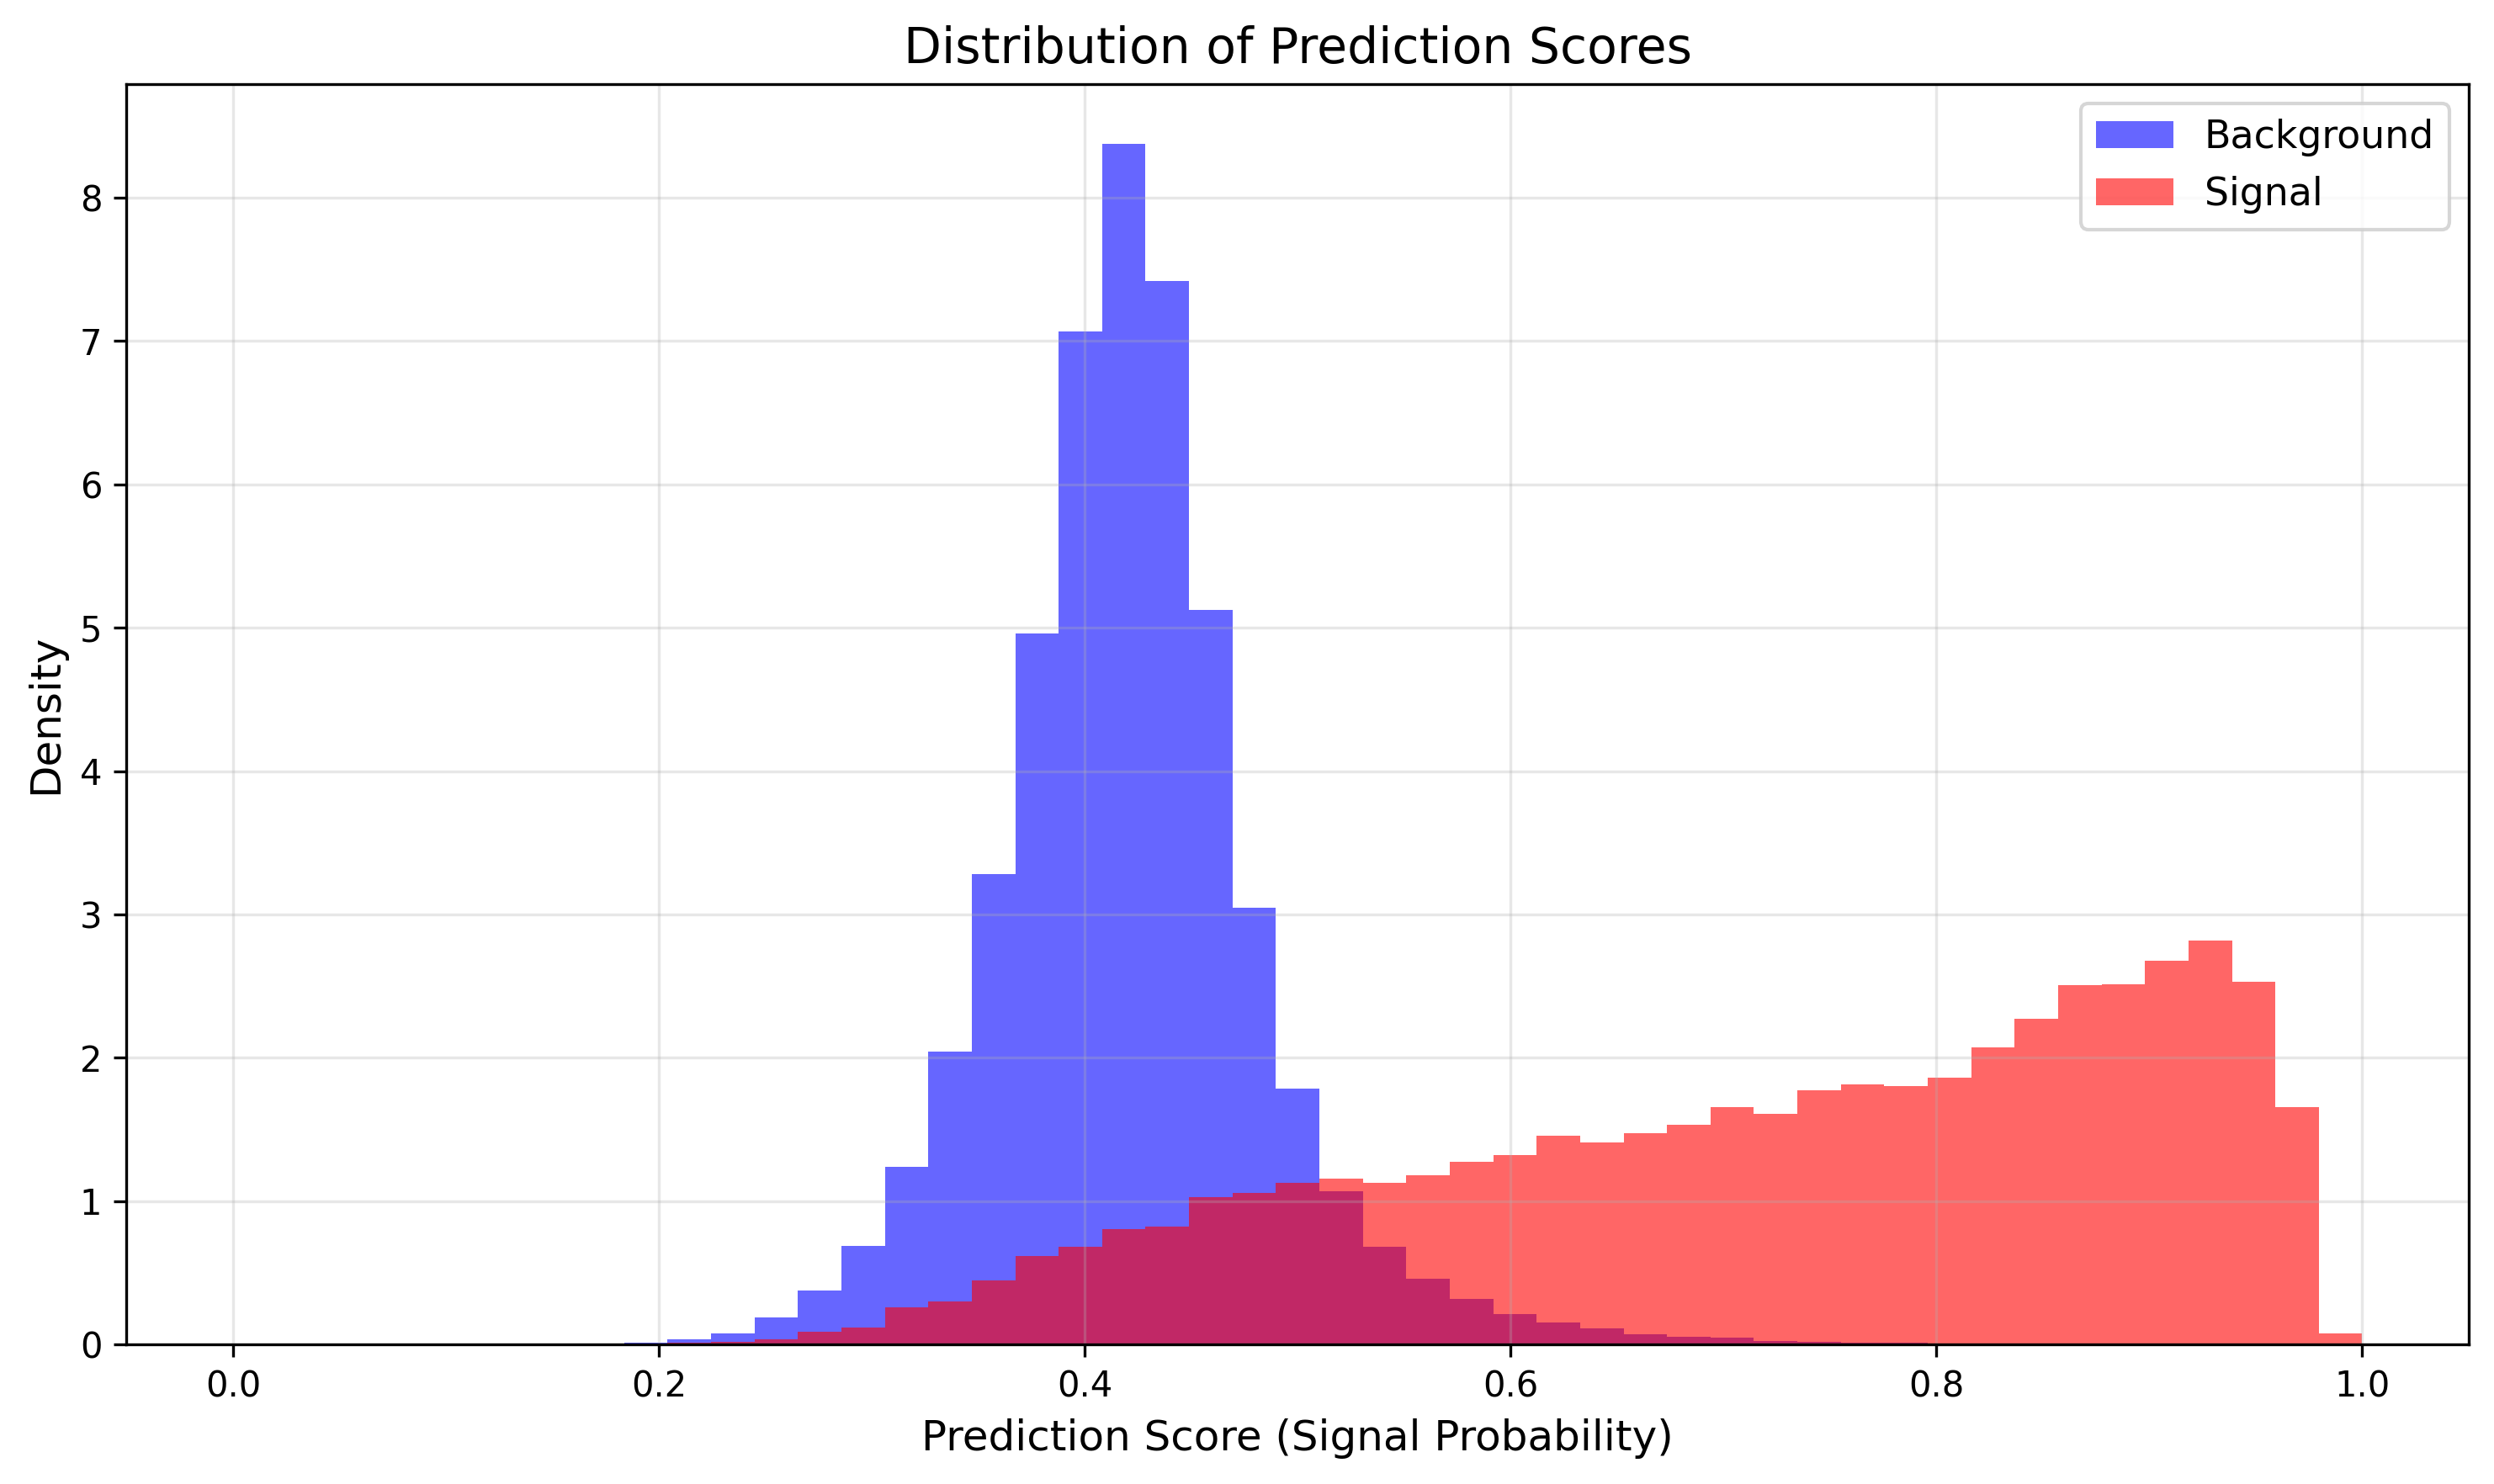 Distribution of Prediction Scores
Background
Signal
8
7
6
5
4
3
2
1
0
Density
0.0 0.2 0.4 0.6 0.8 1.0
Prediction Score (Signal Probability)